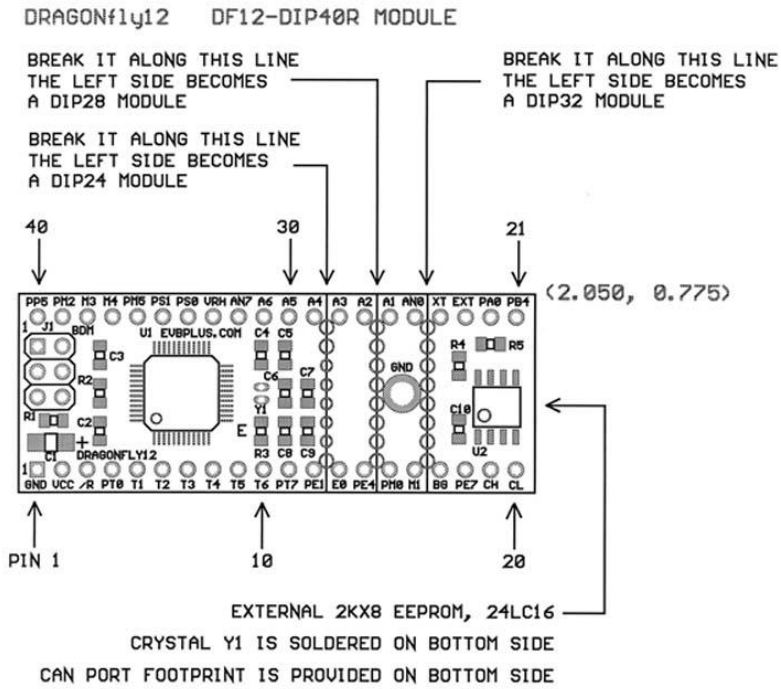 DRAGONfly12 DF12-DIP40R MODULE
BREAK IT ALONG THIS LINE
THE LEFT SIDE BECOMES
A DIP28 MODULE
BREAK IT ALONG THIS LINE
THE LEFT SIDE BECOMES
A DIP32 MODULE
BREAK IT ALONG THIS LINE
THE LEFT SIDE BECOMES
A DIP24 MODULE
40 30 21
PP5 PM2 M3 M4 PM5 PS1 PS0 VRH AN7 A6 A5 A4 A3 A2 A1 AN0 XT EXT PA0 PB4
(2.050, 0.775)
1 J1 BDM U1 EVBPLUS.COM C4 C5 R4 R5
C3 GND
R2 C6 C7
R1 C2 Y1 C10
E
C1 + DRAGONFLY12 R3 C8 C9 U2
1
GND VCC /R PT0 T1 T2 T3 T4 T5 T6 PT7 PE1 E0 PE4 PM0 M1 BG PE7 CH CL
PIN 1 10 20
EXTERNAL 2KX8 EEPROM, 24LC16
CRYSTAL Y1 IS SOLDERED ON BOTTOM SIDE
CAN PORT FOOTPRINT IS PROVIDED ON BOTTOM SIDE